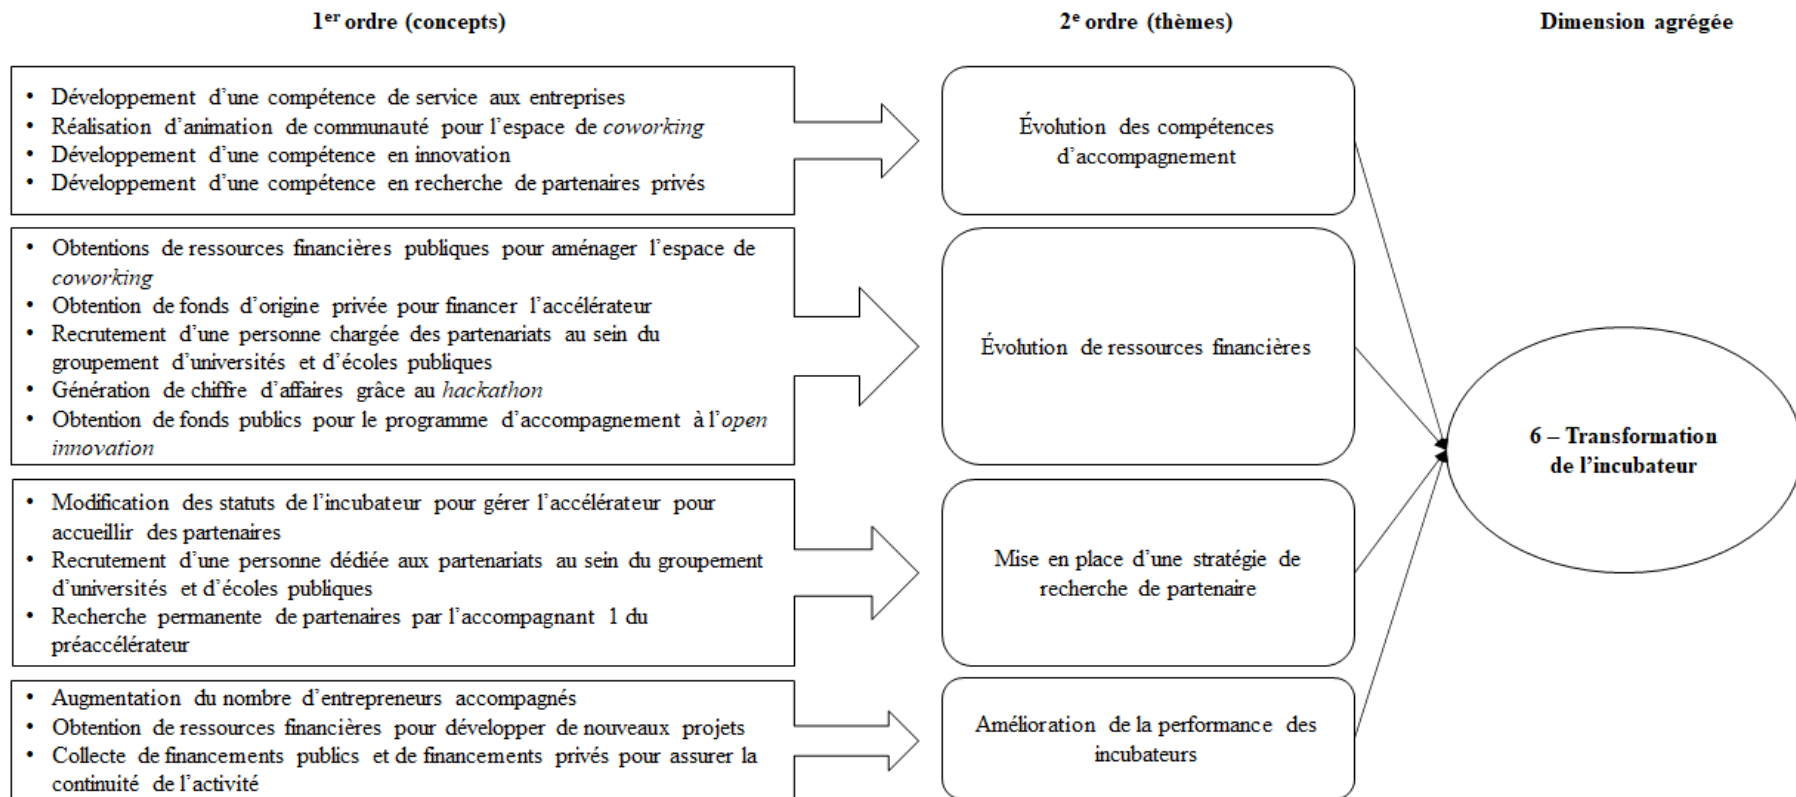 1er ordre (concepts)
2e ordre (thèmes)
Dimension agrégée
• Développement d’une compétence de service aux entreprises
• Réalisation d’animation de communauté pour l’espace de coworking
• Développement d’une compétence en innovation
• Développement d’une compétence en recherche de partenaires privés
Évolution des compétences
d’accompagnement
• Obtentions de ressources financières publiques pour aménager l’espace de
coworking
• Obtention de fonds d’origine privée pour financer l’accélérateur
• Recrutement d’une personne chargée des partenariats au sein du
groupement d’universités et d’écoles publiques
• Génération de chiffre d’affaires grâce au hackathon
• Obtention de fonds publics pour le programme d’accompagnement à l’open
innovation
Évolution de ressources financières
• Modification des statuts de l’incubateur pour gérer l’accélérateur pour
accueillir des partenaires
• Recrutement d’une personne dédiée aux partenariats au sein du groupement
d’universités et d’écoles publiques
• Recherche permanente de partenaires par l’accompagnant 1 du
préaccélérateur
Mise en place d’une stratégie de
recherche de partenaire
• Augmentation du nombre d’entrepreneurs accompagnés
• Obtention de ressources financières pour développer de nouveaux projets
• Collecte de financements publics et de financements privés pour assurer la
continuité de l’activité
Amélioration de la performance des
incubateurs
6 – Transformation
de l’incubateur